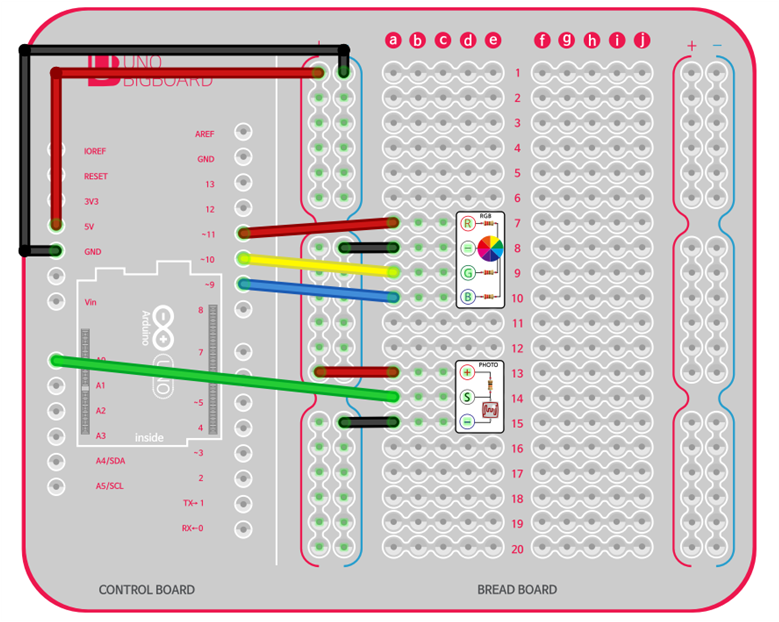 UNO
BIGBOARD
a b c d e f g h i j
+ −
AREF
GND
13
12
~11
~10
~9
8
7
~5
4
~3
2
TX→1
RX←0
IOREF
RESET
3V3
5V
GND
Vin
A0
A1
A2
A3
A4/SDA
A5/SCL
Arduino
UNO
inside
1
2
3
4
5
6
7
8
9
10
11
12
13
14
15
16
17
18
19
20
RGB
R
−
G
B
PHOTO
+
S
−
CONTROL BOARD
BREAD BOARD